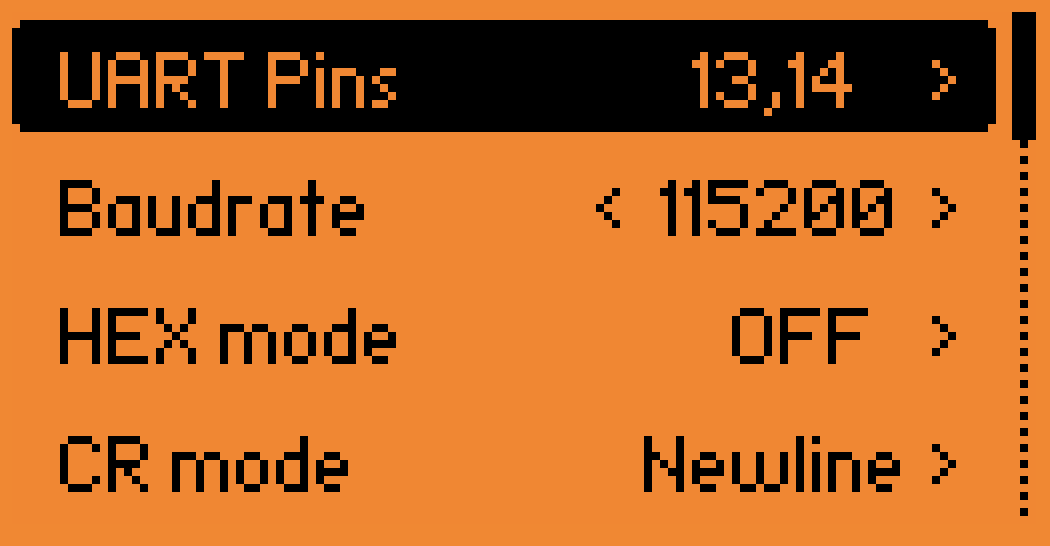 UART Pins 13,14 >
Baudrate < 115200 >
HEX mode OFF >
CR mode Newline >